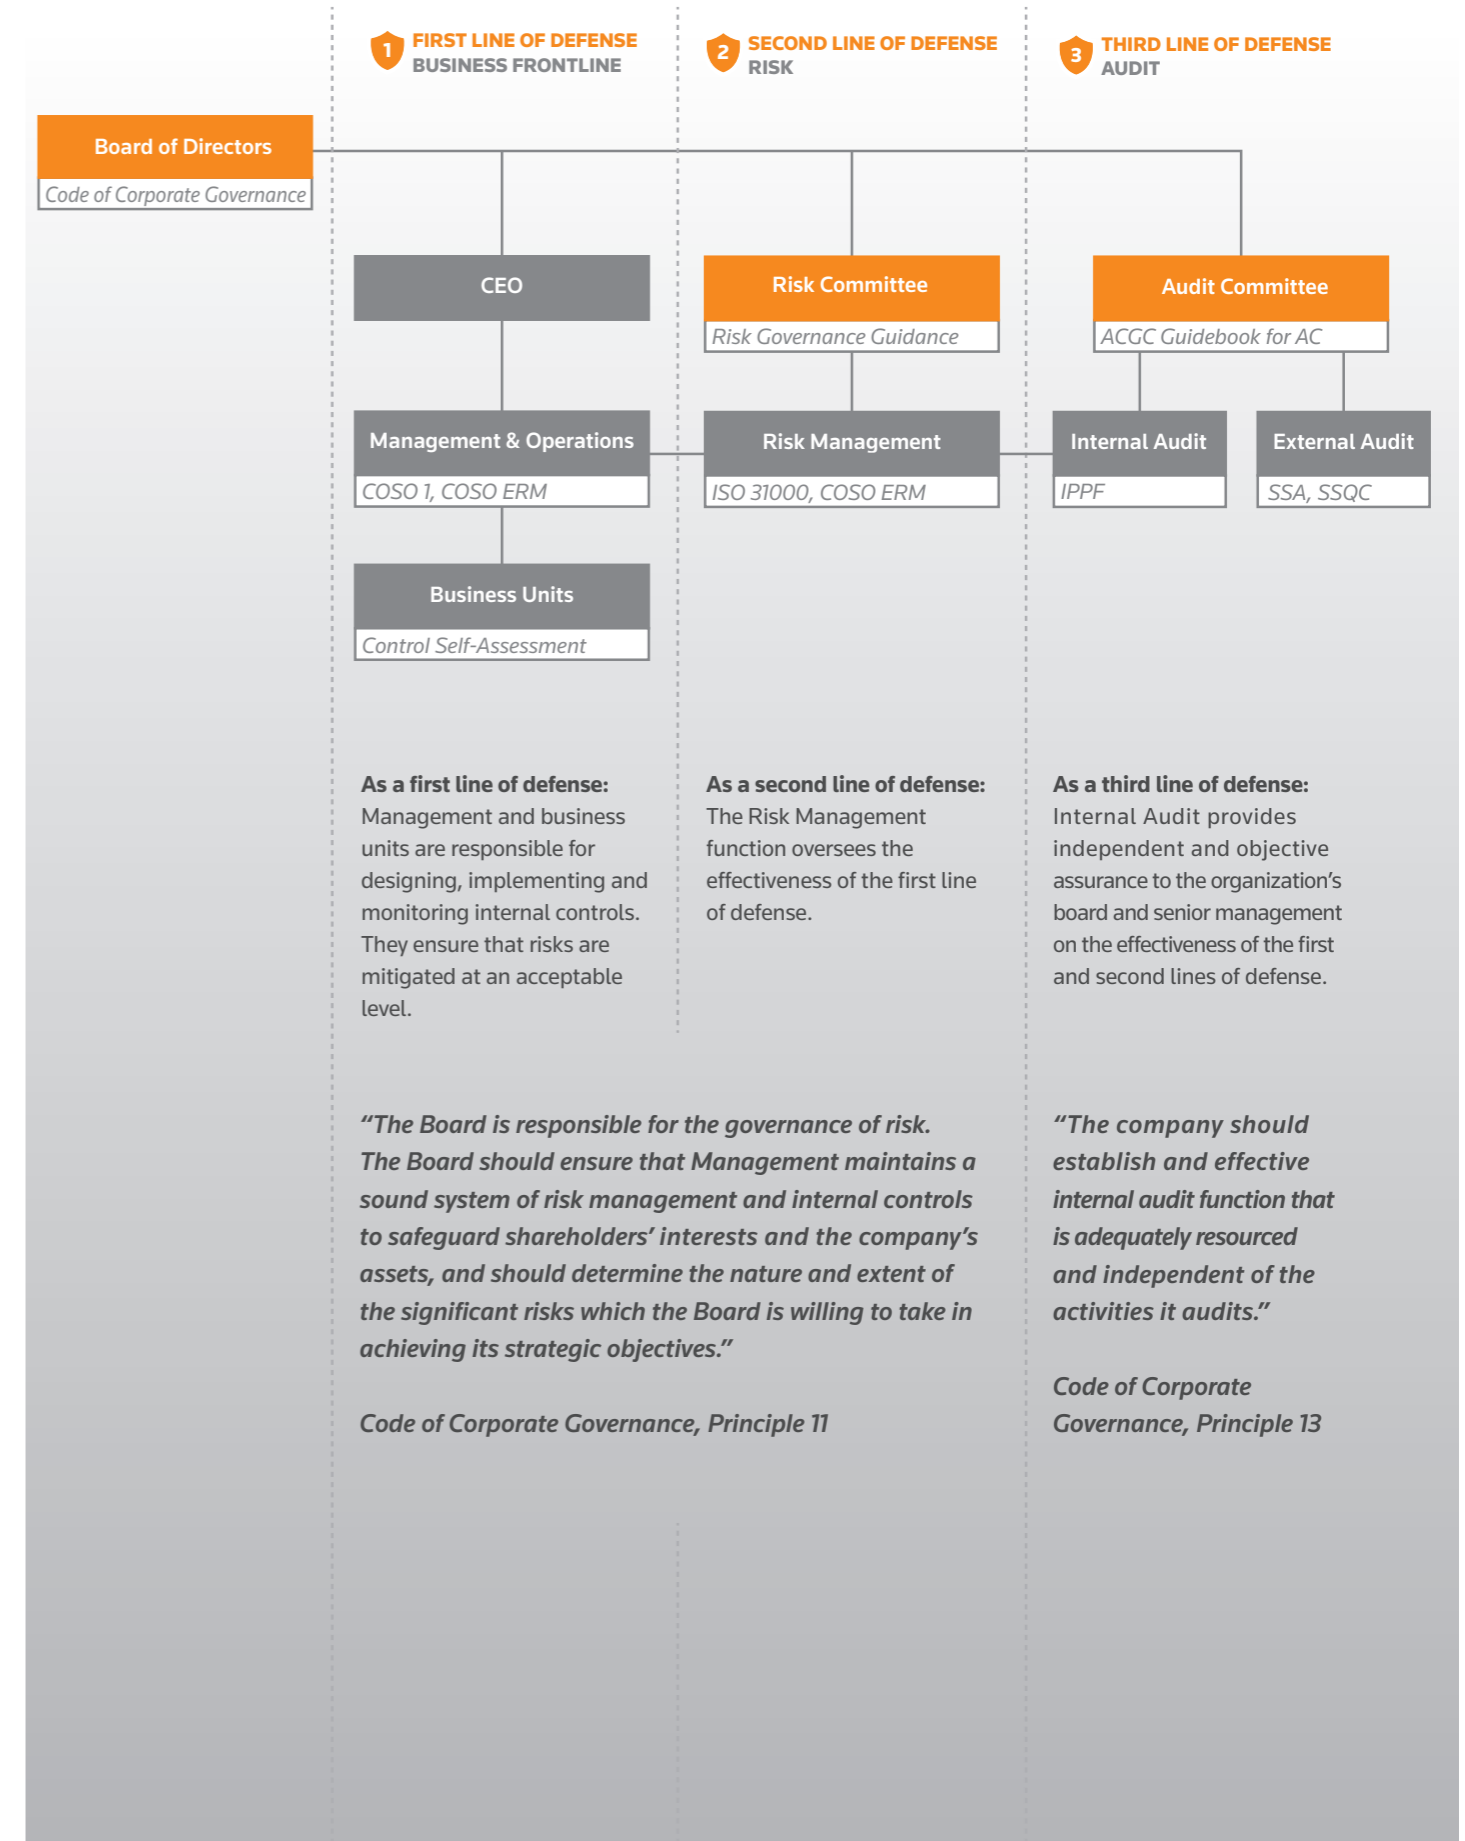 1
FIRST LINE OF DEFENSE
BUSINESS FRONTLINE
2
SECOND LINE OF DEFENSE
RISK
3
THIRD LINE OF DEFENSE
AUDIT
Board of Directors
Code of Corporate Governance
CEO
Risk Committee
Risk Governance Guidance
Audit Committee
ACGC Guidebook for AC
Management & Operations
COSO 1, COSO ERM
Risk Management
ISO 31000, COSO ERM
Internal Audit
IPPF
External Audit
SSA, SSQC
Business Units
Control Self-Assessment
As a first line of defense:
Management and business
units are responsible for
designing, implementing and
monitoring internal controls.
They ensure that risks are
mitigated at an acceptable
level.
As a second line of defense:
The Risk Management
function oversees the
effectiveness of the first line
of defense.
As a third line of defense:
Internal Audit provides
independent and objective
assurance to the organization’s
board and senior management
on the effectiveness of the first
and second lines of defense.
“The Board is responsible for the governance of risk.
The Board should ensure that Management maintains a
sound system of risk management and internal controls
to safeguard shareholders’ interests and the company’s
assets, and should determine the nature and extent of
the significant risks which the Board is willing to take in
achieving its strategic objectives.”
Code of Corporate Governance, Principle 11
“The company should
establish and effective
internal audit function that
is adequately resourced
and independent of the
activities it audits.”
Code of Corporate
Governance, Principle 13